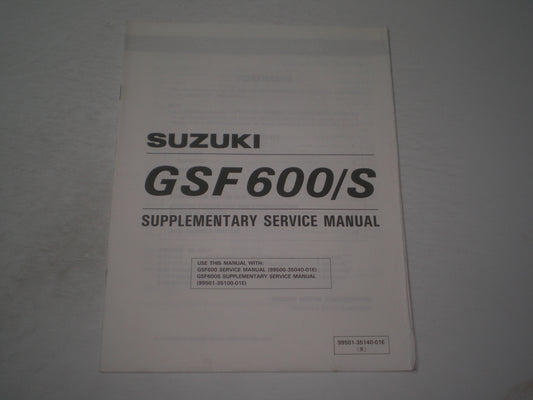 SUZUKI
GSF600/S
SUPPLEMENTARY SERVICE MANUAL
USE THIS MANUAL WITH:
GSF600 SERVICE MANUAL (99500-35040-01E)
GSF600S SUPPLEMENTARY SERVICE MANUAL
(99501-35100-01E)
99501-35140-01E